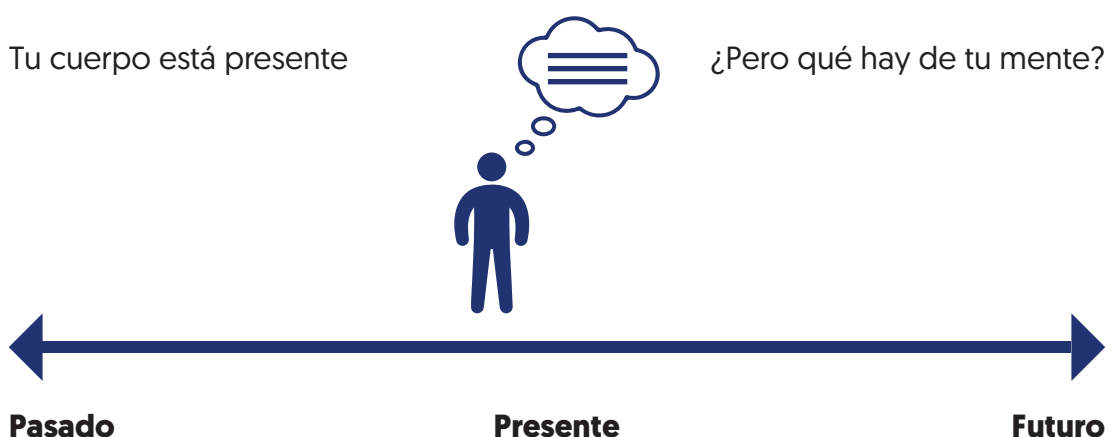 Tu cuerpo está presente
¿Pero qué hay de tu mente?
Pasado
Presente
Futuro